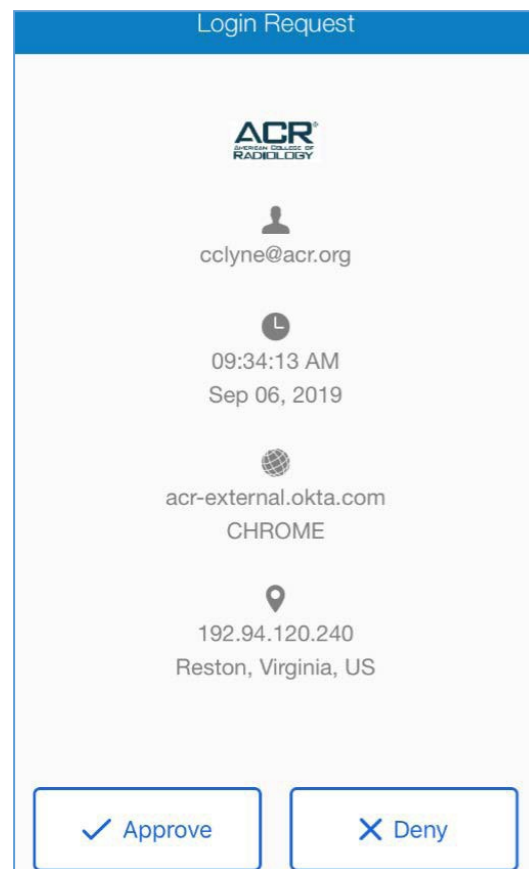 Login Request
ACR®
AMERICAN COLLEGE OF
RADIOLOGY
cclyne@acr.org
09:34:13 AM
Sep 06, 2019
acr-external.okta.com
CHROME
192.94.120.240
Reston, Virginia, US
Approve
Deny